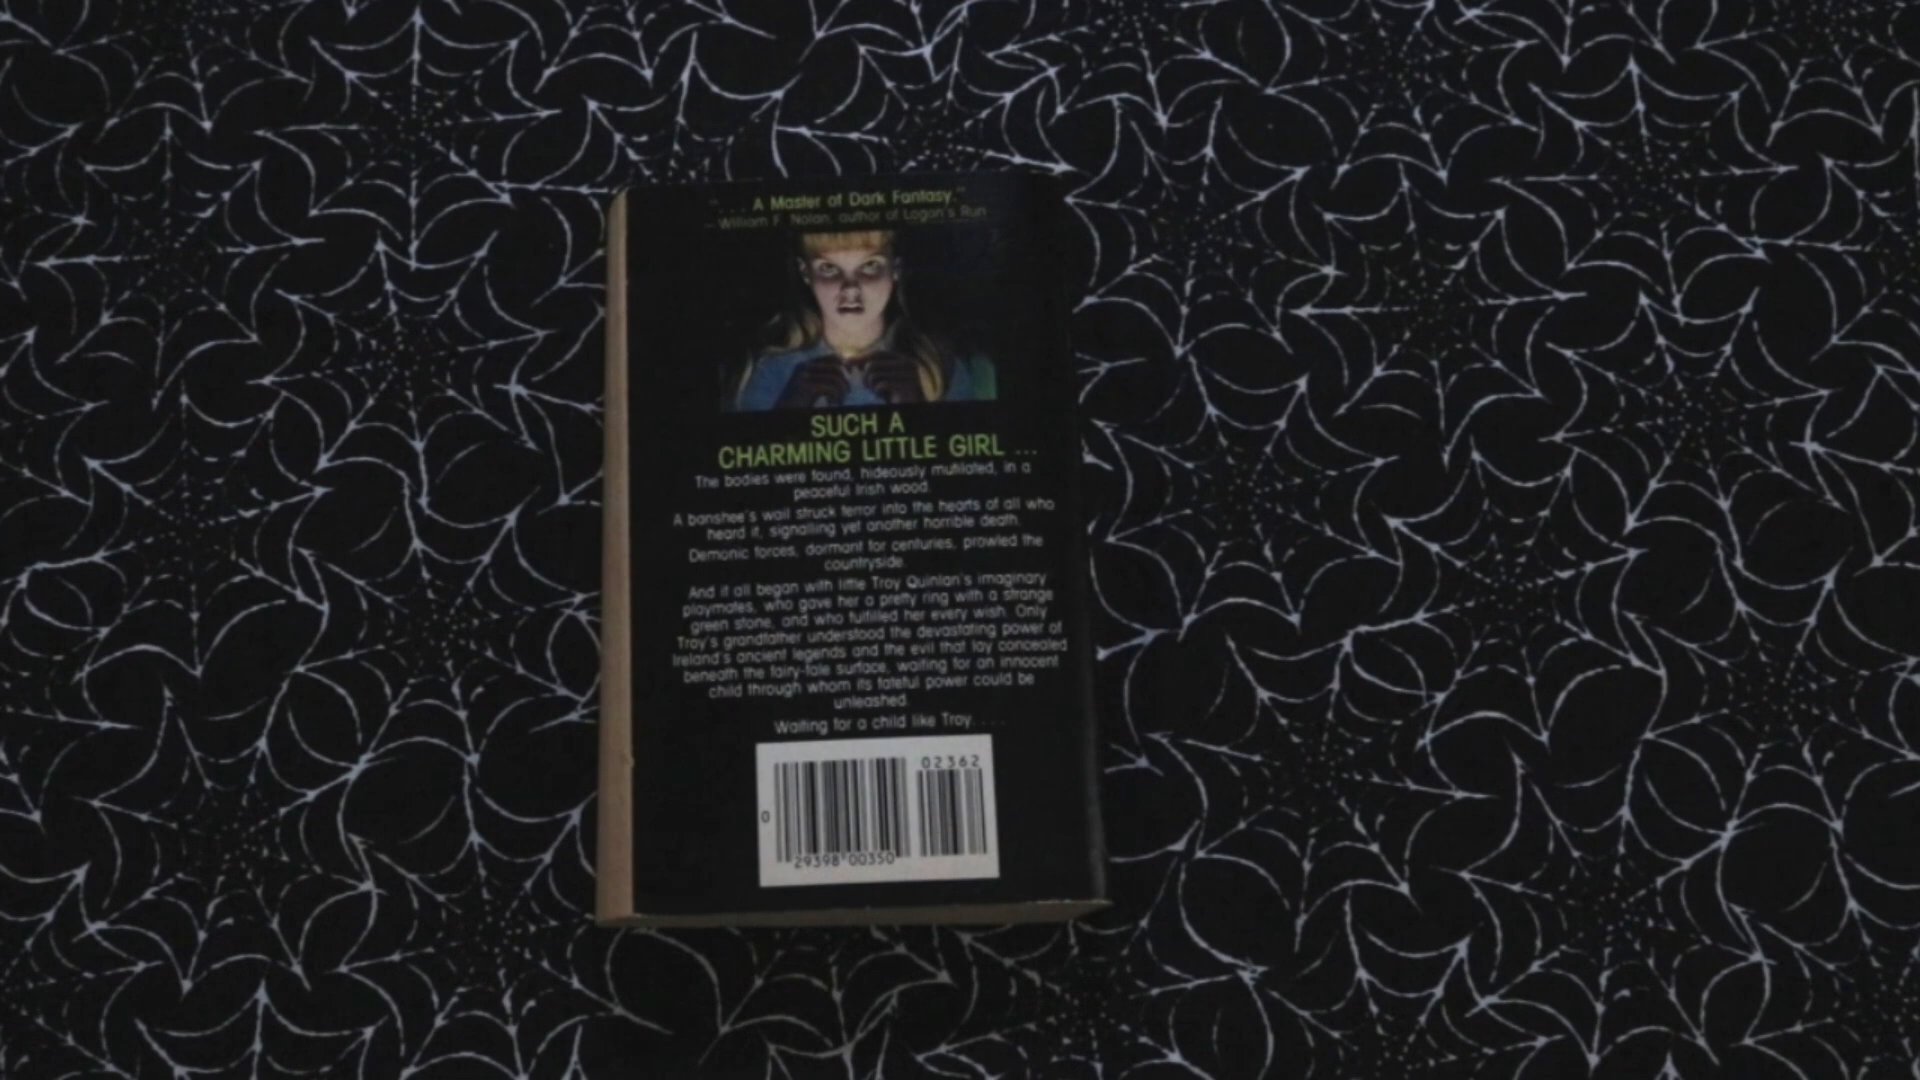 ". . . A Master of Dark Fantasy."
—William F. Nolan, author of Logan's Run
SUCH A
CHARMING LITTLE GIRL ...
The bodies were found, hideously mutilated, in a
peaceful Irish wood.
A banshee's wail struck terror into the hearts of all who
heard it, signalling yet another horrible death.
Demonic forces, dormant for centuries, prowled the
countryside.
And it all began with little Troy Quinlan's imaginary
playmates, who gave her a pretty ring with a strange
green stone, and who fulfilled her every wish. Only
Troy's grandfather understood the devastating power of
Ireland's ancient legends and the evil that lay concealed
beneath the fairy-tale surface, waiting for an innocent
child through whom its fateful power could be
unleashed.
Waiting for a child like Troy. . . .
02362
0
29398 00350